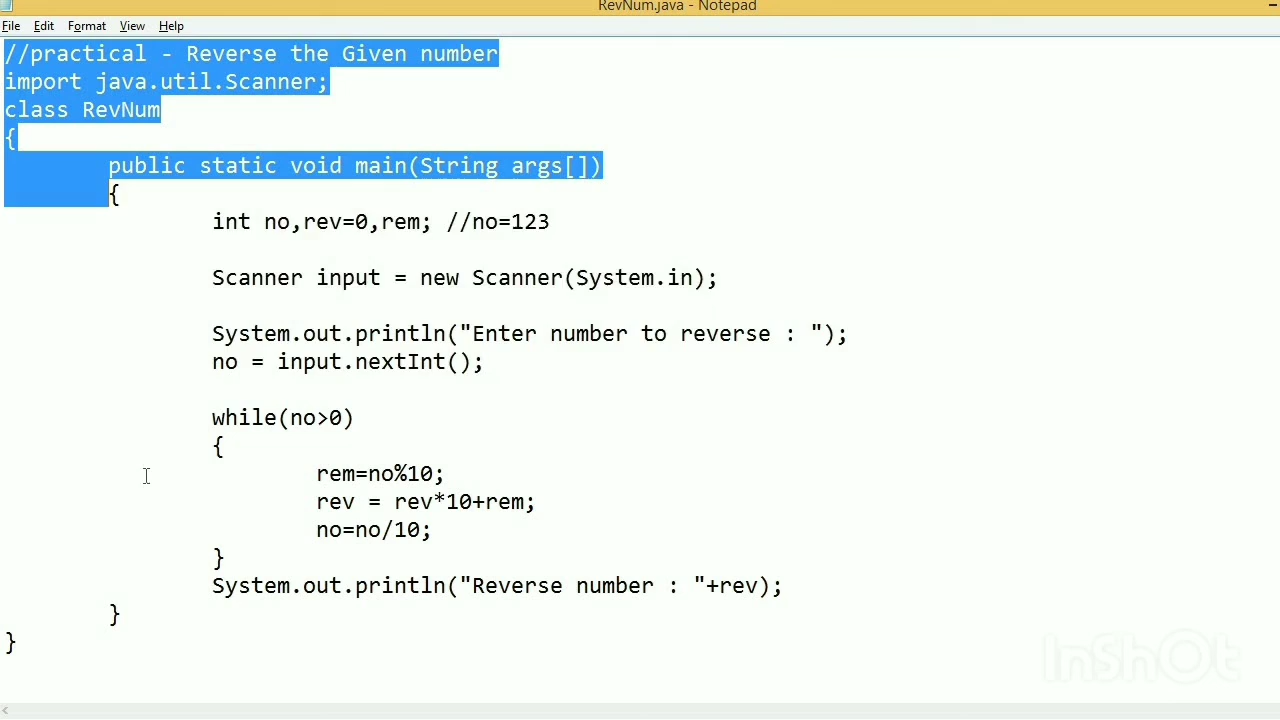 RevNum.java - Notepad
File Edit Format View Help
//practical - Reverse the Given number
import java.util.Scanner;
class RevNum
{
public static void main(String args[])
{
int no,rev=0,rem; //no=123
Scanner input = new Scanner(System.in);
System.out.println("Enter number to reverse : ");
no = input.nextInt();
while(no>0)
{
rem=no%10;
rev = rev*10+rem;
no=no/10;
}
System.out.println("Reverse number : "+rev);
}
}
InShOt